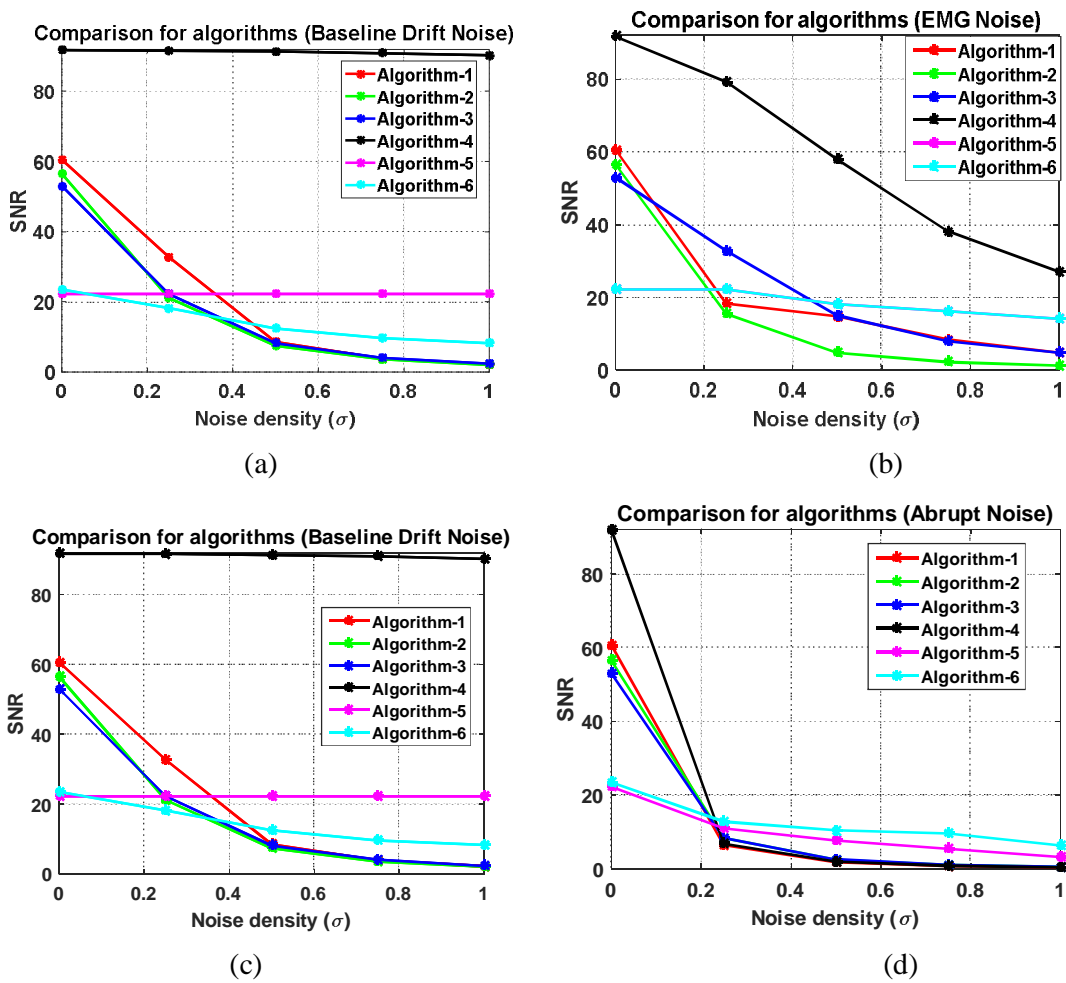 Comparison for algorithms (Baseline Drift Noise)
SNR
80
60
40
20
0
0 0.2 0.4 0.6 0.8 1
Noise density (σ)
Algorithm-1
Algorithm-2
Algorithm-3
Algorithm-4
Algorithm-5
Algorithm-6
(a)
Comparison for algorithms (EMG Noise)
SNR
80
60
40
20
0
0 0.2 0.4 0.6 0.8 1
Noise density (σ)
Algorithm-1
Algorithm-2
Algorithm-3
Algorithm-4
Algorithm-5
Algorithm-6
(b)
Comparison for algorithms (Baseline Drift Noise)
SNR
80
60
40
20
0
0 0.2 0.4 0.6 0.8 1
Noise density (σ)
Algorithm-1
Algorithm-2
Algorithm-3
Algorithm-4
Algorithm-5
Algorithm-6
(c)
Comparison for algorithms (Abrupt Noise)
SNR
80
60
40
20
0
0 0.2 0.4 0.6 0.8 1
Noise density (σ)
Algorithm-1
Algorithm-2
Algorithm-3
Algorithm-4
Algorithm-5
Algorithm-6
(d)